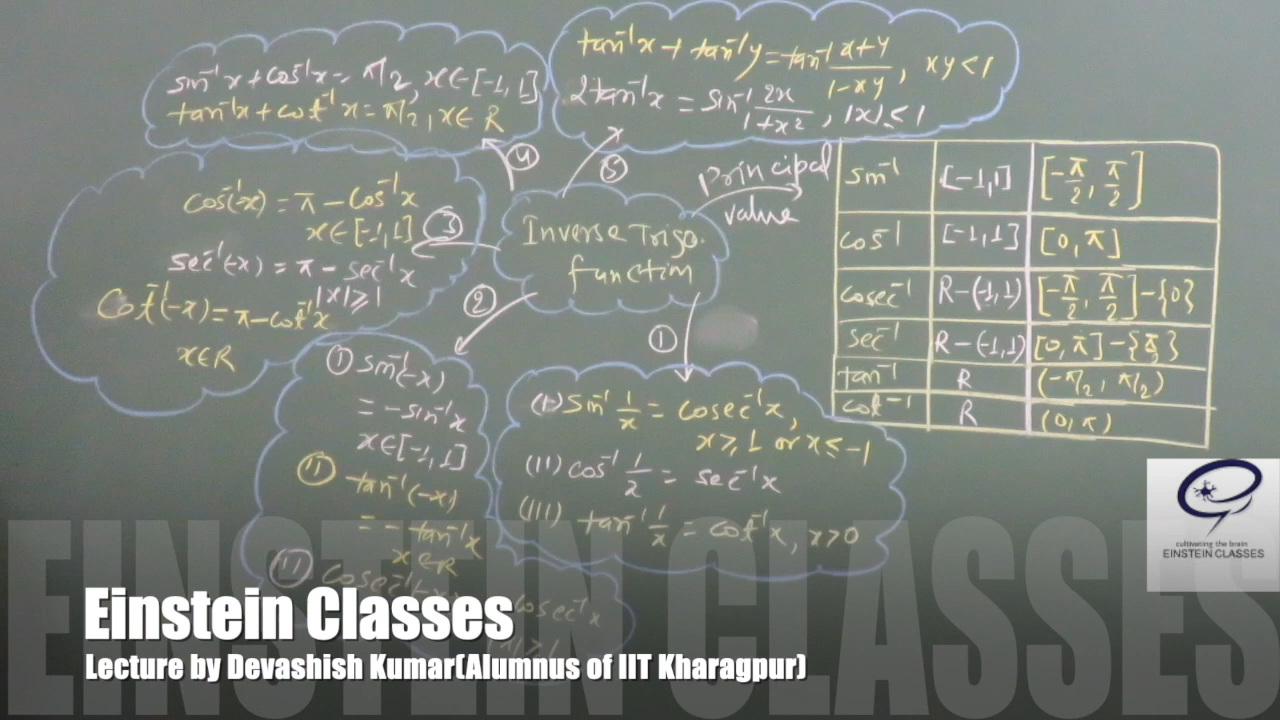 sin⁻¹x + cos⁻¹x = π/2, x∈[-1,1]
tan⁻¹x + cot⁻¹x = π/2, x∈R
tan⁻¹x + tan⁻¹y = tan⁻¹ (x+y)/(1-xy), xy<1
2tan⁻¹x = sin⁻¹ 2x/(1+x²), |x|≤1
4
5
Principal
value
3
2
1
Inverse Trigo.
function
cos⁻¹(-x) = π - cos⁻¹x
x∈[-1,1]
sec⁻¹(-x) = π - sec⁻¹x
|x|≥1
Cot⁻¹(-x) = π - cot⁻¹x
x∈R
(I) sin⁻¹(-x)
= -sin⁻¹x
x∈[-1,1]
(II) tan⁻¹(-x)
= -tan⁻¹x
x∈R
cosec⁻¹(-x) cosec⁻¹x
(I) sin⁻¹ 1/x = cosec⁻¹x,
x≥1 or x≤-1
(II) cos⁻¹ 1/x = sec⁻¹x
(III) tan⁻¹ 1/x = cot⁻¹x, x>0
sin⁻¹ [-1,1] [-π/2, π/2]
cos⁻¹ [-1,1] [0,π]
cosec⁻¹ R-(-1,1) [-π/2, π/2]-{0}
sec⁻¹ R-(-1,1) [0,π]-{π/2}
tan⁻¹ R (-π/2, π/2)
cot⁻¹ R (0,π)
cultivating the brain
EINSTEIN CLASSES
EINSTEIN CLASSES
Einstein Classes
Lecture by Devashish Kumar(Alumnus of IIT Kharagpur)